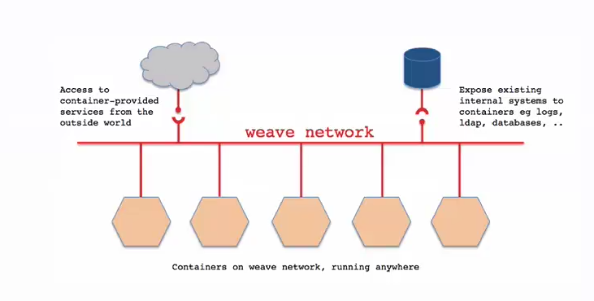 Access to
container-provided
services from the
outside world
Expose existing
internal systems to
containers eg logs,
ldap, databases, ..
weave network
Containers on weave network, running anywhere